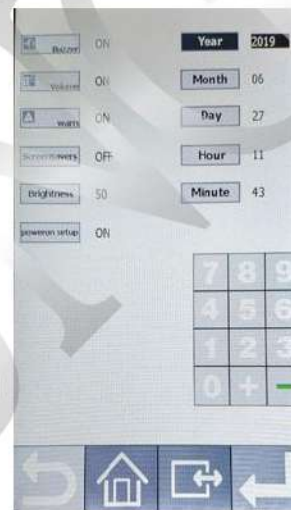 Buzzer ON Year 2019
Volume ON Month 06
warn ON Day 27
OFF Hour 11
Brightness 50 Minute 43
poweron setup ON
7 8 9
4 5 6
1 2 3
0 + -